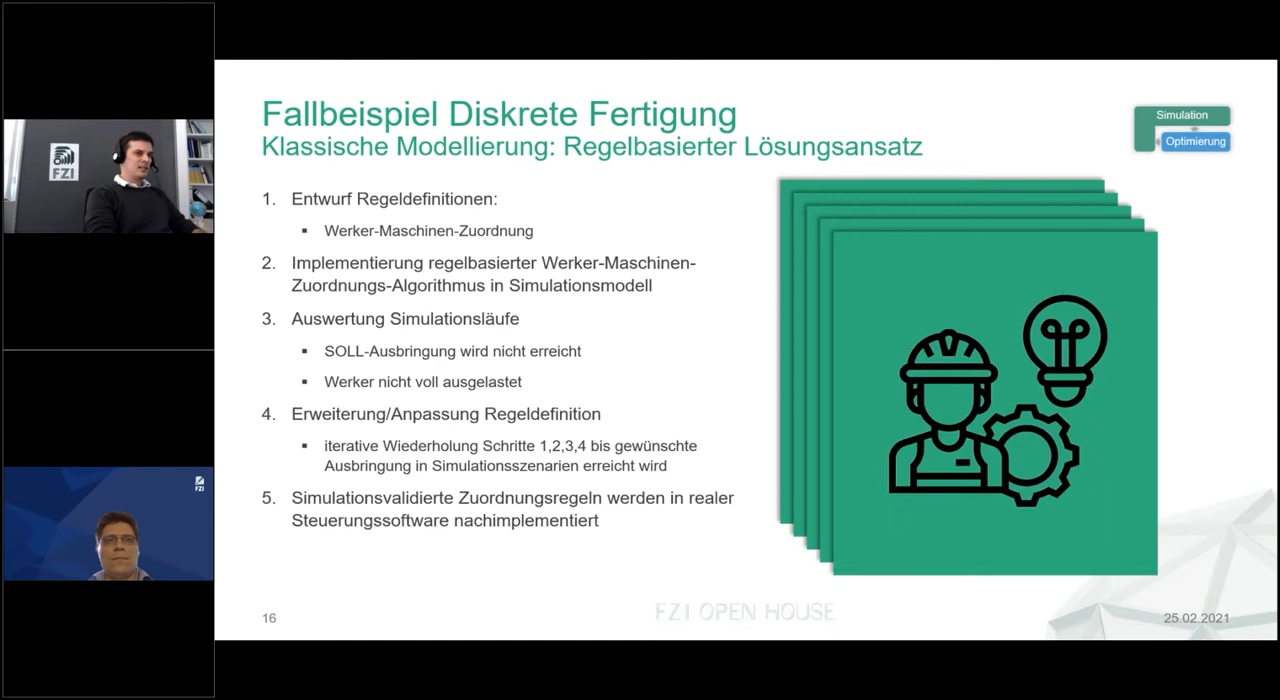 FZI
FZI
Fallbeispiel Diskrete Fertigung
Klassische Modellierung: Regelbasierter Lösungsansatz
Simulation
Optimierung
1. Entwurf Regeldefinitionen:
▪ Werker-Maschinen-Zuordnung
2. Implementierung regelbasierter Werker-Maschinen-
Zuordnungs-Algorithmus in Simulationsmodell
3. Auswertung Simulationsläufe
▪ SOLL-Ausbringung wird nicht erreicht
▪ Werker nicht voll ausgelastet
4. Erweiterung/Anpassung Regeldefinition
▪ iterative Wiederholung Schritte 1,2,3,4 bis gewünschte
Ausbringung in Simulationsszenarien erreicht wird
5. Simulationsvalidierte Zuordnungsregeln werden in realer
Steuerungssoftware nachimplementiert
16
FZI OPEN HOUSE
25.02.2021